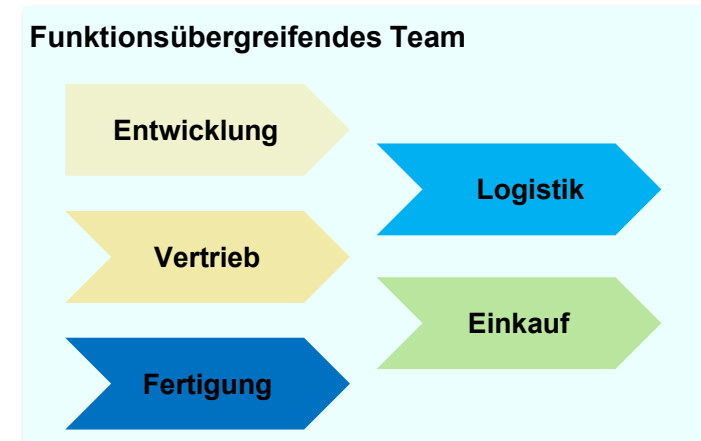 Funktionsübergreifendes Team
Entwicklung
Logistik
Vertrieb
Einkauf
Fertigung